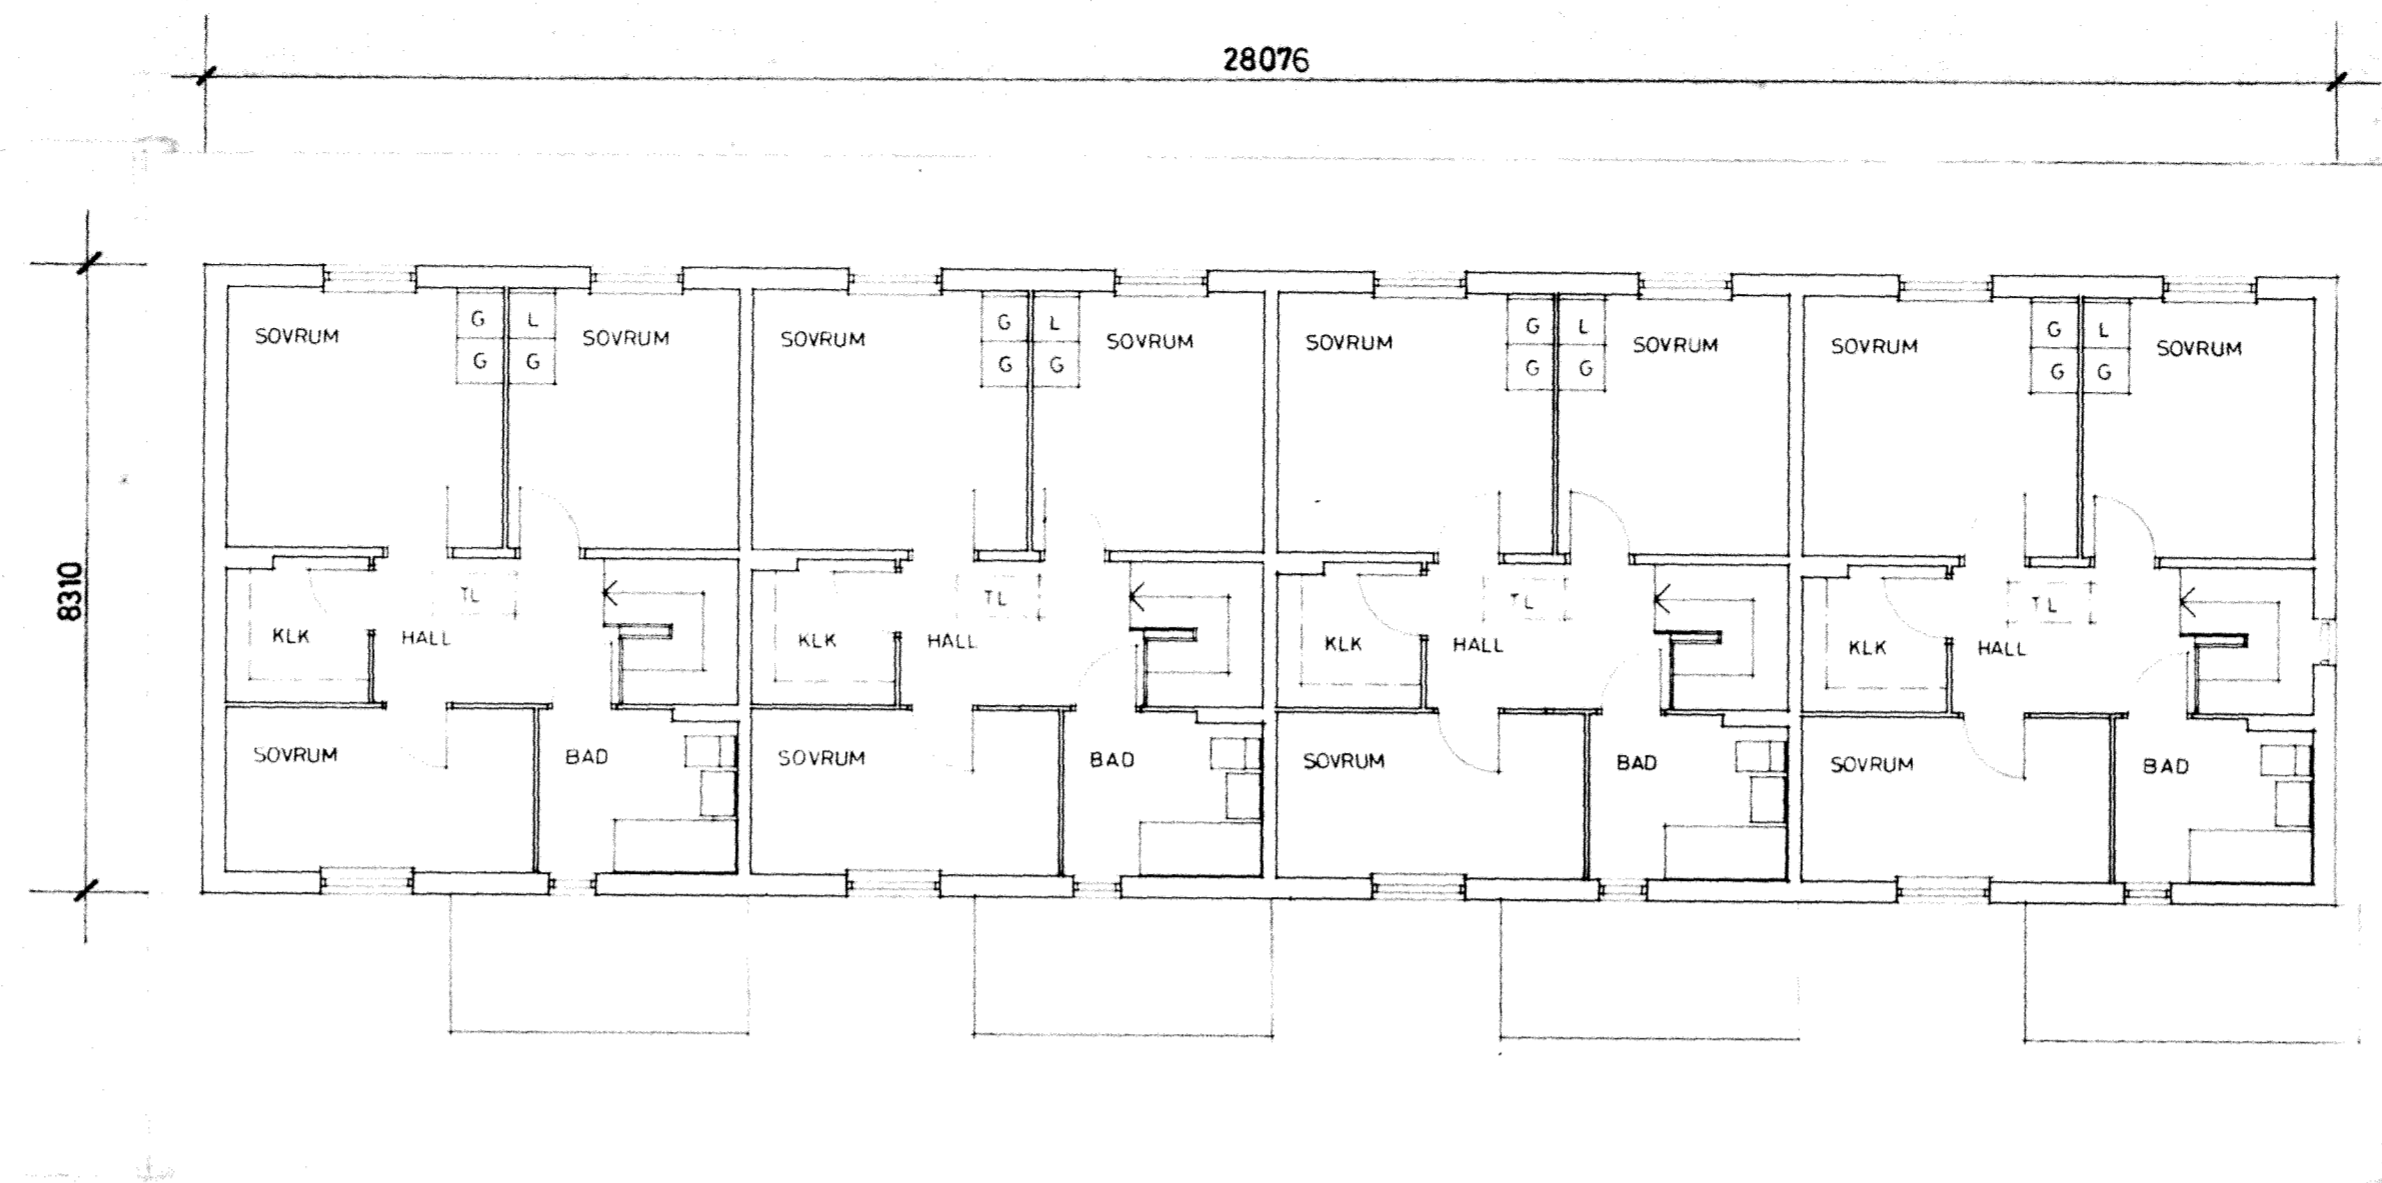 28076
8310
SOVRUM G L SOVRUM SOVRUM G L SOVRUM SOVRUM G L SOVRUM SOVRUM G L SOVRUM
G G G G G G G G
TL TL TL TL
KLK HALL KLK HALL KLK HALL KLK HALL
SOVRUM BAD SOVRUM BAD SOVRUM BAD SOVRUM BAD